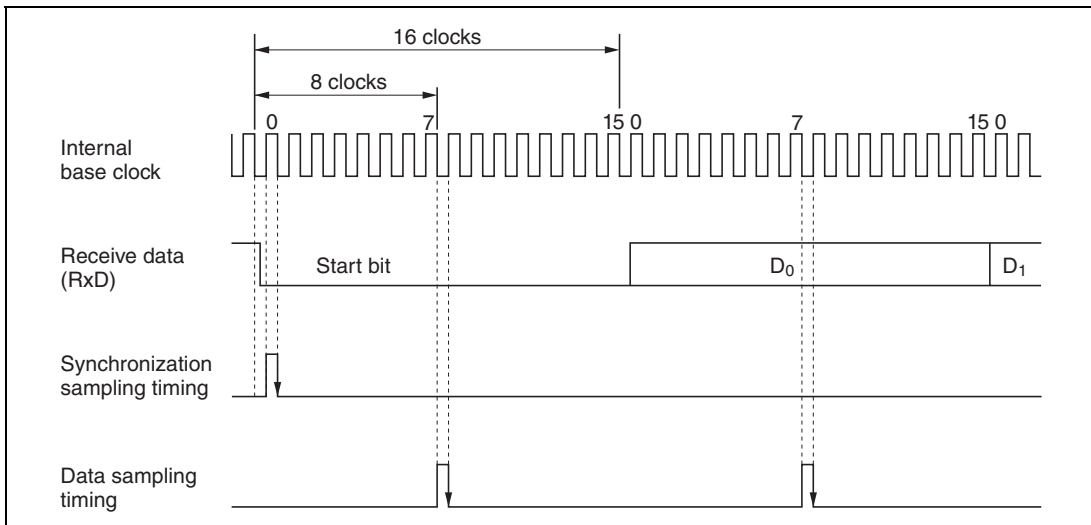 16 clocks
8 clocks
0 7 15 0 7 15 0
Internal
base clock
Receive data
(RxD)
Start bit D₀ D₁
Synchronization
sampling timing
Data sampling
timing